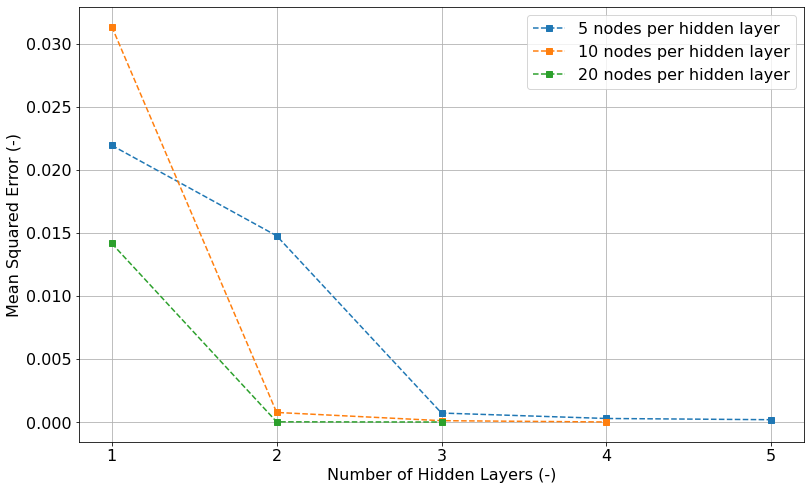 5 nodes per hidden layer
10 nodes per hidden layer
20 nodes per hidden layer
Mean Squared Error (-)
0.030
0.025
0.020
0.015
0.010
0.005
0.000
1 2 3 4 5
Number of Hidden Layers (-)